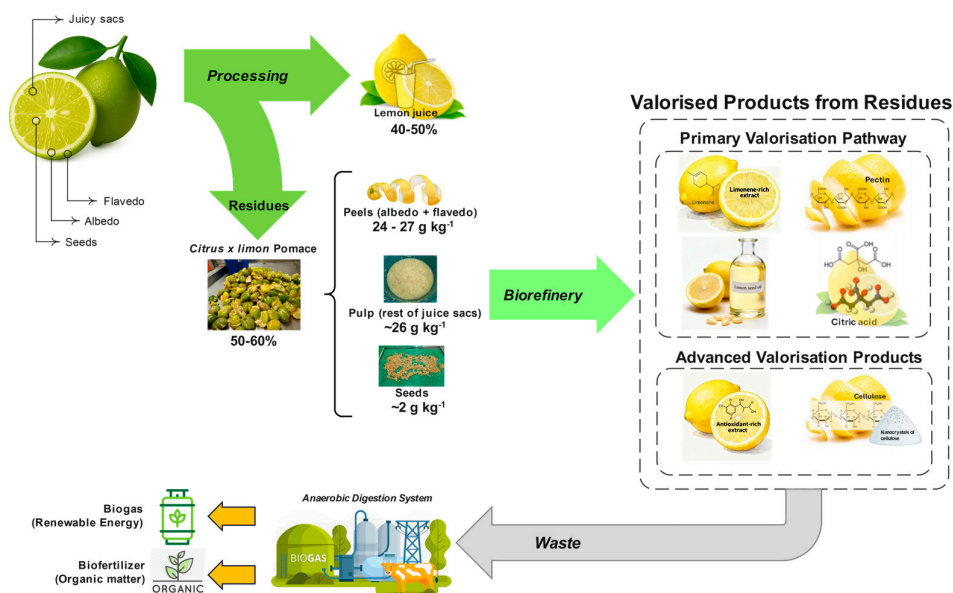 Juicy sacs
Flavedo
Albedo
Seeds
Processing
Lemon juice
40-50%
Residues
Citrus x limon Pomace
50-60%
Peels (albedo + flavedo)
24 - 27 g kg⁻¹
Pulp (rest of juice sacs)
~26 g kg⁻¹
Seeds
~2 g kg⁻¹
Biorefinery
Valorised Products from Residues
Primary Valorisation Pathway
Limonene-rich
extract
Limonene
Pectin
Lemon seed oil
Citric acid
Advanced Valorisation Products
Antioxidant-rich
extract
Cellulose
Nanocrystals of
cellulose
Waste
Anaerobic Digestion System
BIOGAS
Biogas
(Renewable Energy)
Biofertilizer
(Organic matter)
ORGANIC